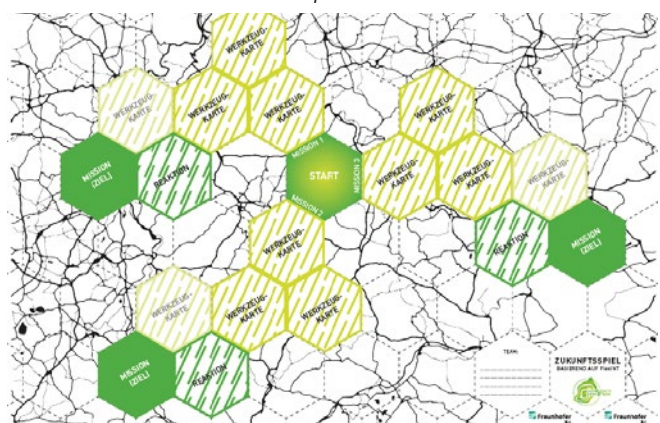 WERKZEUG-
KARTE
WERKZEUG-
KARTE
WERKZEUG-
KARTE
WERKZEUG-
KARTE
MISSION
(ZIEL)
REAKTION
MISSION 1
START
MISSION 2
MISSION 3
WERKZEUG-
KARTE
WERKZEUG-
KARTE
WERKZEUG-
KARTE
WERKZEUG-
KARTE
REAKTION
MISSION
(ZIEL)
WERKZEUG-
KARTE
WERKZEUG-
KARTE
WERKZEUG-
KARTE
WERKZEUG-
KARTE
MISSION
(ZIEL)
REAKTION
TEAM:
ZUKUNFTSSPIEL
BASIEREND AUF
Fraunhofer
Fraunhofer